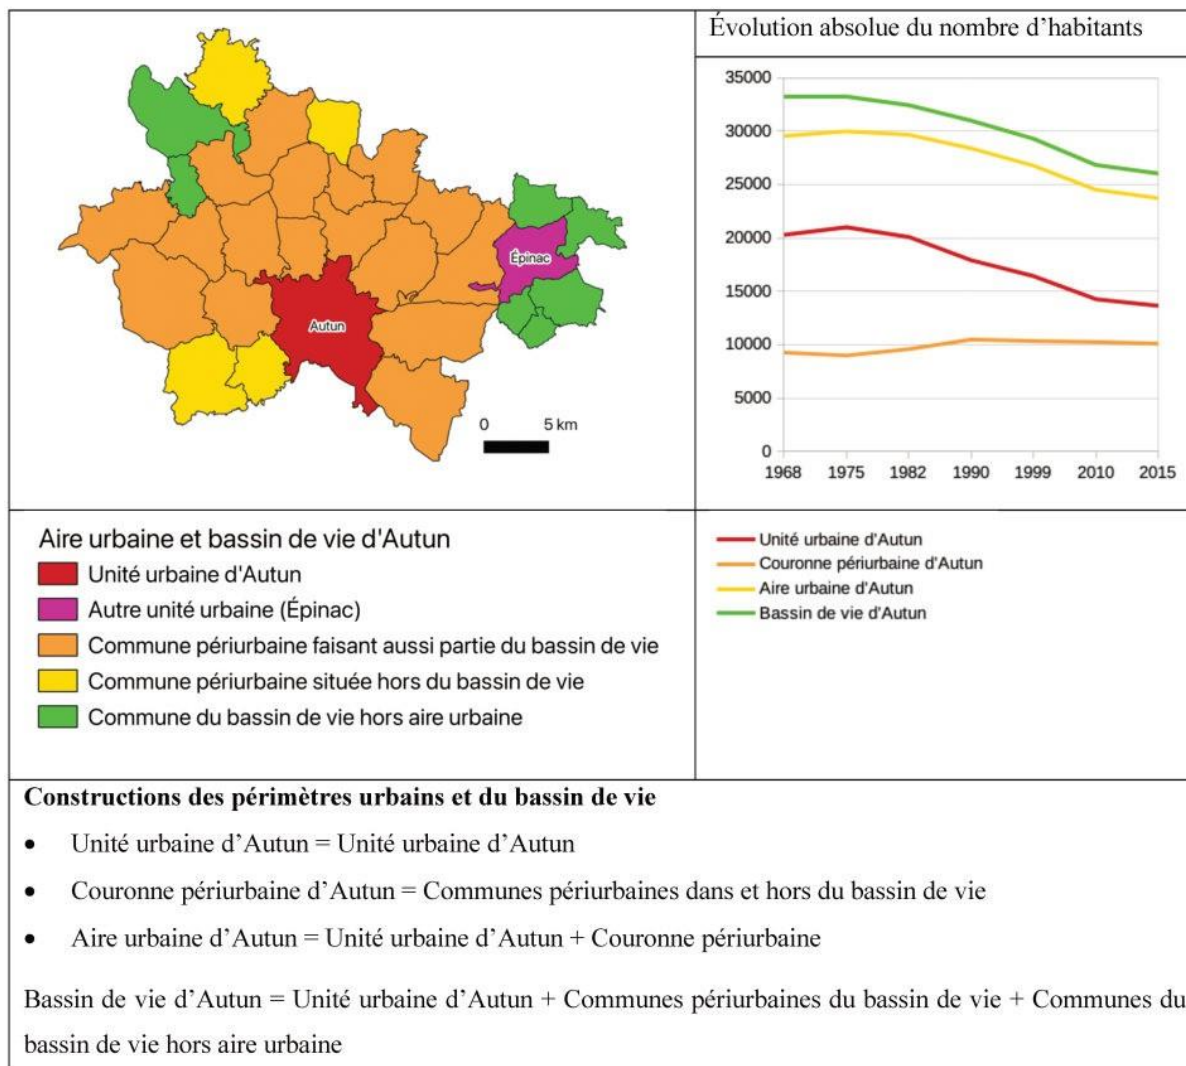 Évolution absolue du nombre d'habitants
Épinac
Autun
0 5 km
35000
30000
25000
20000
15000
10000
5000
0
1968 1975 1982 1990 1999 2010 2015
Aire urbaine et bassin de vie d'Autun
Unité urbaine d'Autun
Autre unité urbaine (Épinac)
Commune périurbaine faisant aussi partie du bassin de vie
Commune périurbaine située hors du bassin de vie
Commune du bassin de vie hors aire urbaine
Unité urbaine d'Autun
Couronne périurbaine d'Autun
Aire urbaine d'Autun
Bassin de vie d'Autun
Constructions des périmètres urbains et du bassin de vie
• Unité urbaine d'Autun = Unité urbaine d'Autun
• Couronne périurbaine d'Autun = Communes périurbaines dans et hors du bassin de vie
• Aire urbaine d'Autun = Unité urbaine d'Autun + Couronne périurbaine
Bassin de vie d'Autun = Unité urbaine d'Autun + Communes périurbaines du bassin de vie + Communes du
bassin de vie hors aire urbaine